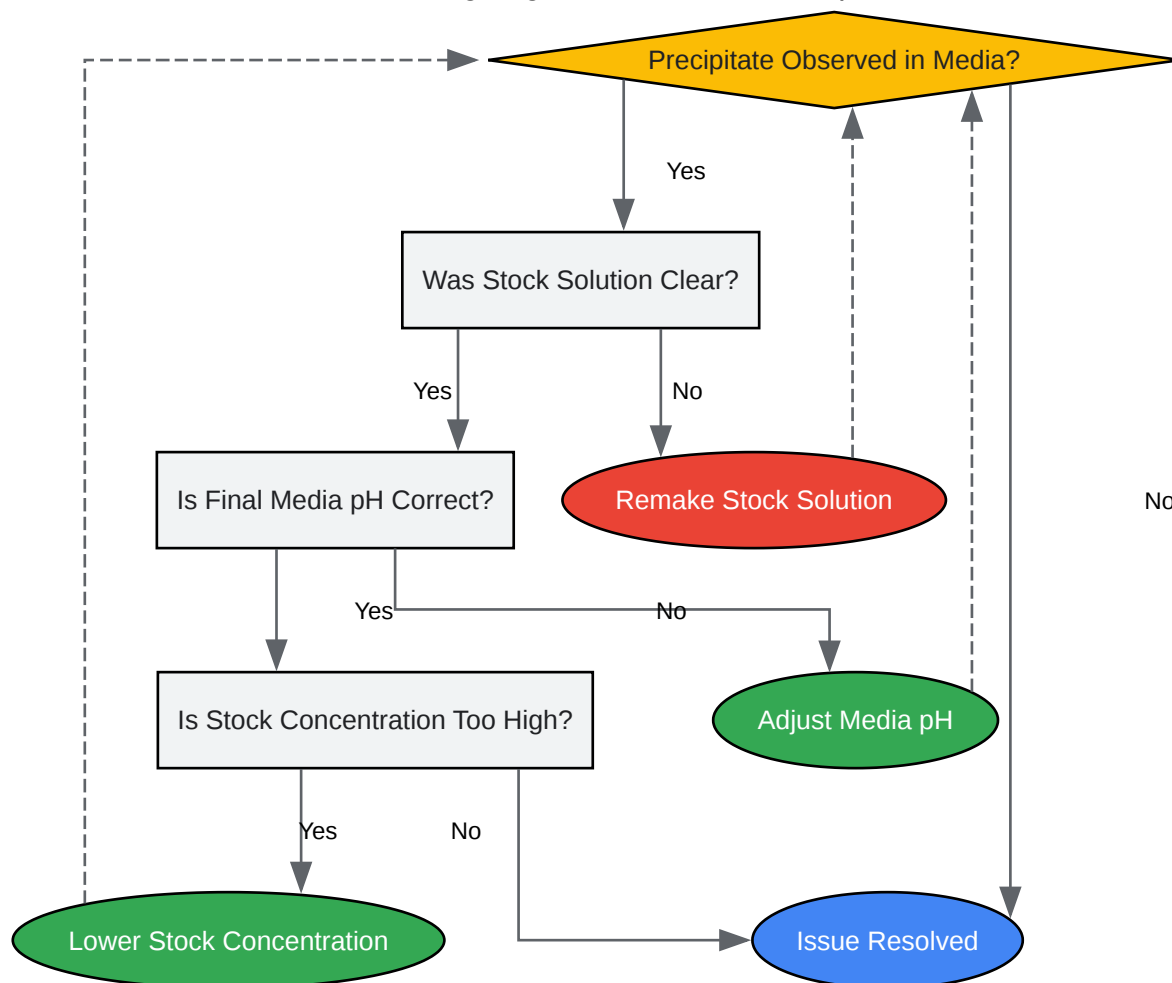 Precipitate Observed in Media?
Yes
Was Stock Solution Clear?
Yes
No
Is Final Media pH Correct?
Remake Stock Solution
No
Yes
No
Is Stock Concentration Too High?
Adjust Media pH
Yes
No
Lower Stock Concentration
Issue Resolved